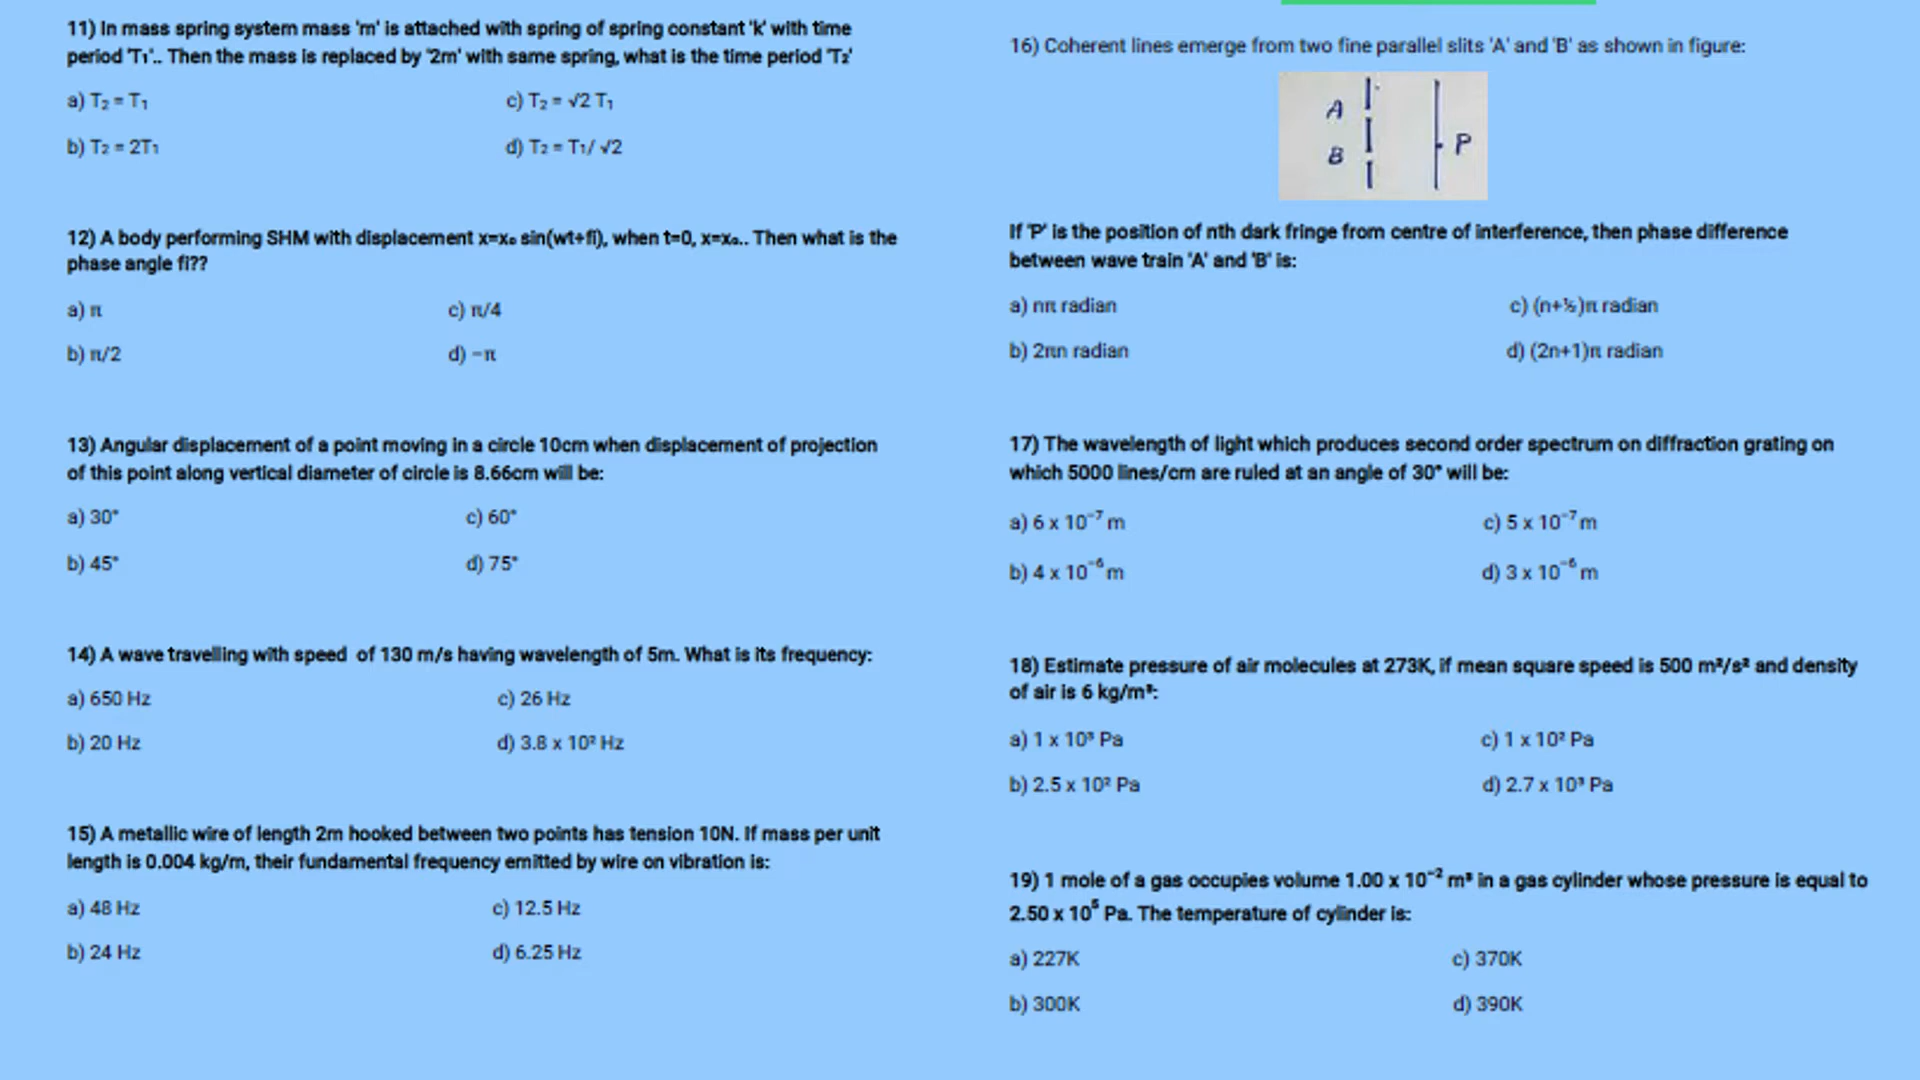 11) In mass spring system mass 'm' is attached with spring of spring constant 'k' with time
period 'T₁'.. Then the mass is replaced by '2m' with same spring, what is the time period 'T₂'
a) T₂ = T₁
c) T₂ = √2 T₁
b) T₂ = 2T₁
d) T₂ = T₁/ √2
12) A body performing SHM with displacement x=xₒ sin(wt+fi), when t=0, x=xₒ.. Then what is the
phase angle fi??
a) π
c) π/4
b) π/2
d) −π
13) Angular displacement of a point moving in a circle 10cm when displacement of projection
of this point along vertical diameter of circle is 8.66cm will be:
a) 30°
c) 60°
b) 45°
d) 75°
14) A wave travelling with speed of 130 m/s having wavelength of 5m. What is its frequency:
a) 650 Hz
c) 26 Hz
b) 20 Hz
d) 3.8 x 10² Hz
15) A metallic wire of length 2m hooked between two points has tension 10N. If mass per unit
length is 0.004 kg/m, their fundamental frequency emitted by wire on vibration is:
a) 48 Hz
c) 12.5 Hz
b) 24 Hz
d) 6.25 Hz
16) Coherent lines emerge from two fine parallel slits 'A' and 'B' as shown in figure:
A
B
P
If 'P' is the position of nth dark fringe from centre of interference, then phase difference
between wave train 'A' and 'B' is:
a) nπ radian
c) (n+½)π radian
b) 2πn radian
d) (2n+1)π radian
17) The wavelength of light which produces second order spectrum on diffraction grating on
which 5000 lines/cm are ruled at an angle of 30° will be:
a) 6 x 10⁻⁷ m
c) 5 x 10⁻⁷ m
b) 4 x 10⁻⁶ m
d) 3 x 10⁻⁶ m
18) Estimate pressure of air molecules at 273K, if mean square speed is 500 m²/s² and density
of air is 6 kg/m³:
a) 1 x 10³ Pa
c) 1 x 10² Pa
b) 2.5 x 10² Pa
d) 2.7 x 10³ Pa
19) 1 mole of a gas occupies volume 1.00 x 10⁻² m³ in a gas cylinder whose pressure is equal to
2.50 x 10⁵ Pa. The temperature of cylinder is:
a) 227K
c) 370K
b) 300K
d) 390K